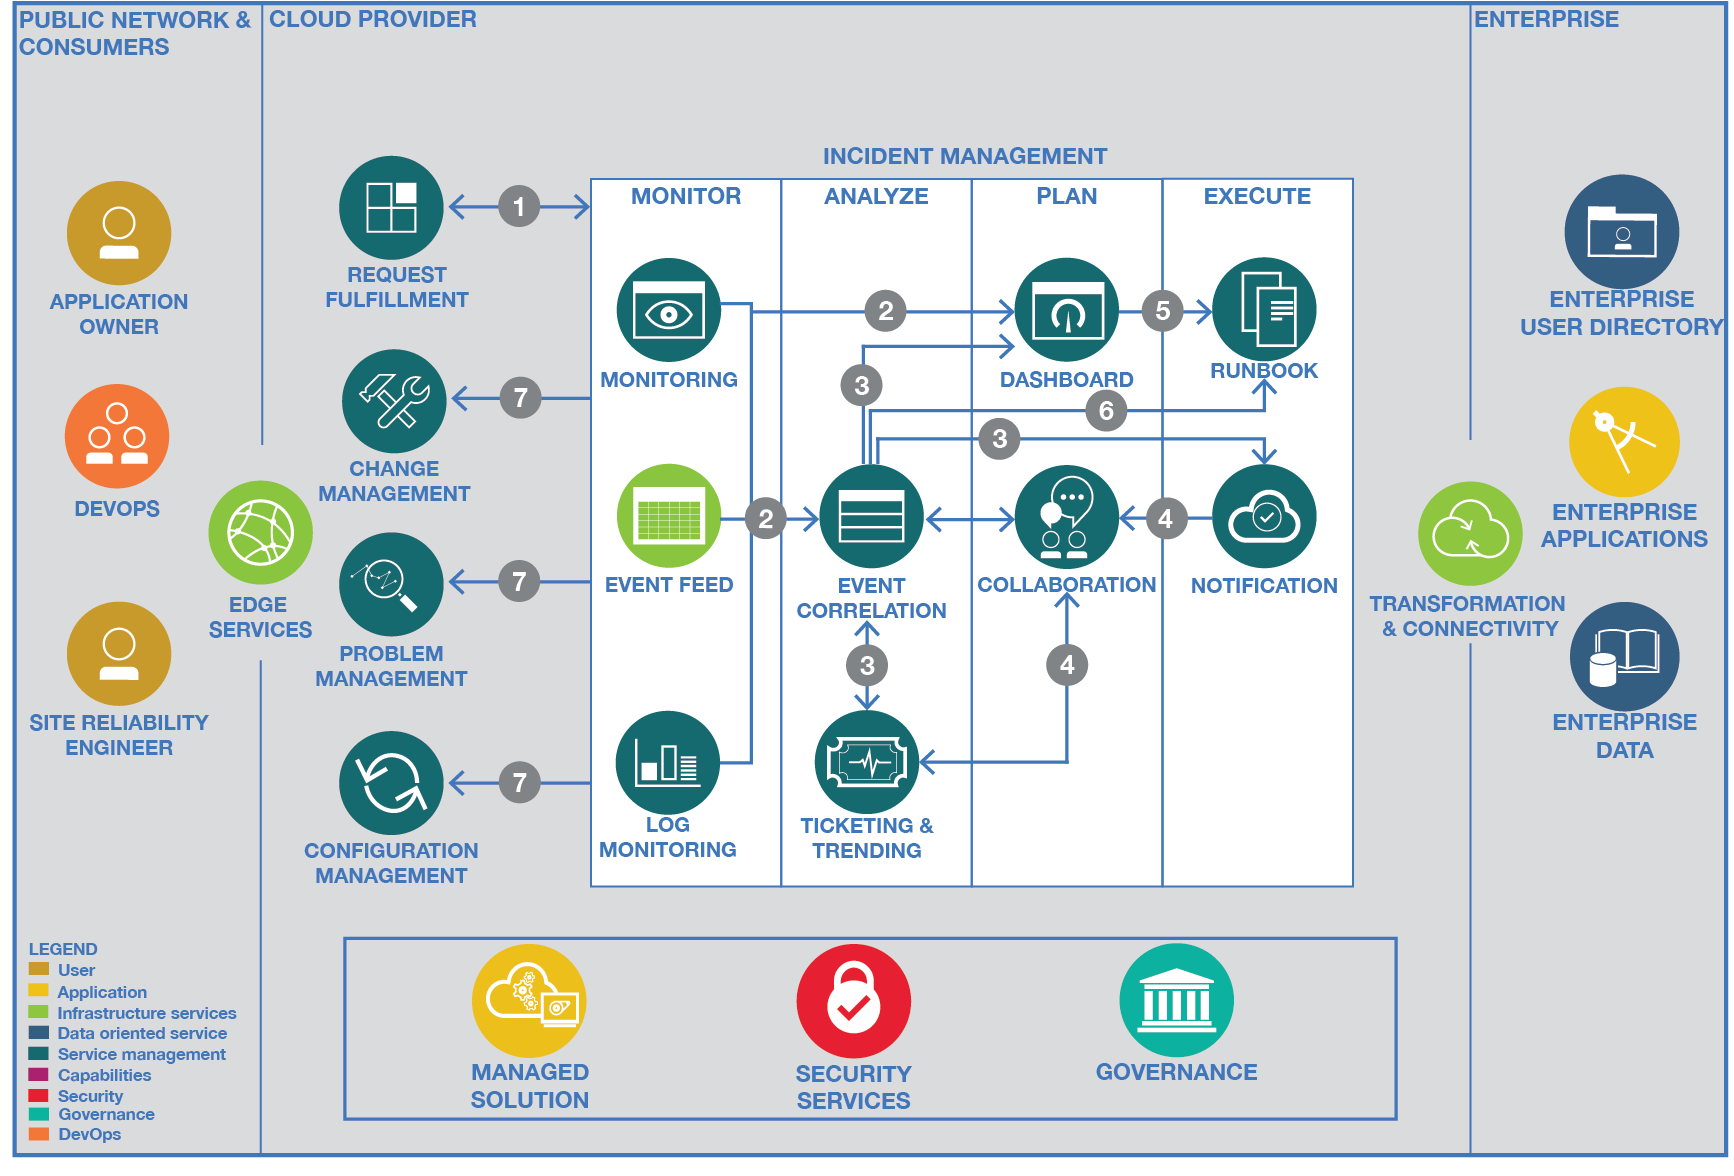 PUBLIC NETWORK &
CONSUMERS
CLOUD PROVIDER
ENTERPRISE
INCIDENT MANAGEMENT
MONITOR
ANALYZE
PLAN
EXECUTE
APPLICATION
OWNER
DEVOPS
SITE RELIABILITY
ENGINEER
EDGE
SERVICES
REQUEST
FULFILLMENT
CHANGE
MANAGEMENT
PROBLEM
MANAGEMENT
CONFIGURATION
MANAGEMENT
1
7
7
7
MONITORING
EVENT FEED
LOG
MONITORING
2
2
3
EVENT
CORRELATION
3
TICKETING &
TRENDING
DASHBOARD
5
6
3
COLLABORATION
4
4
RUNBOOK
NOTIFICATION
TRANSFORMATION
& CONNECTIVITY
ENTERPRISE
USER DIRECTORY
ENTERPRISE
APPLICATIONS
ENTERPRISE
DATA
LEGEND
User
Application
Infrastructure services
Data oriented service
Service management
Capabilities
Security
Governance
DevOps
MANAGED
SOLUTION
SECURITY
SERVICES
GOVERNANCE